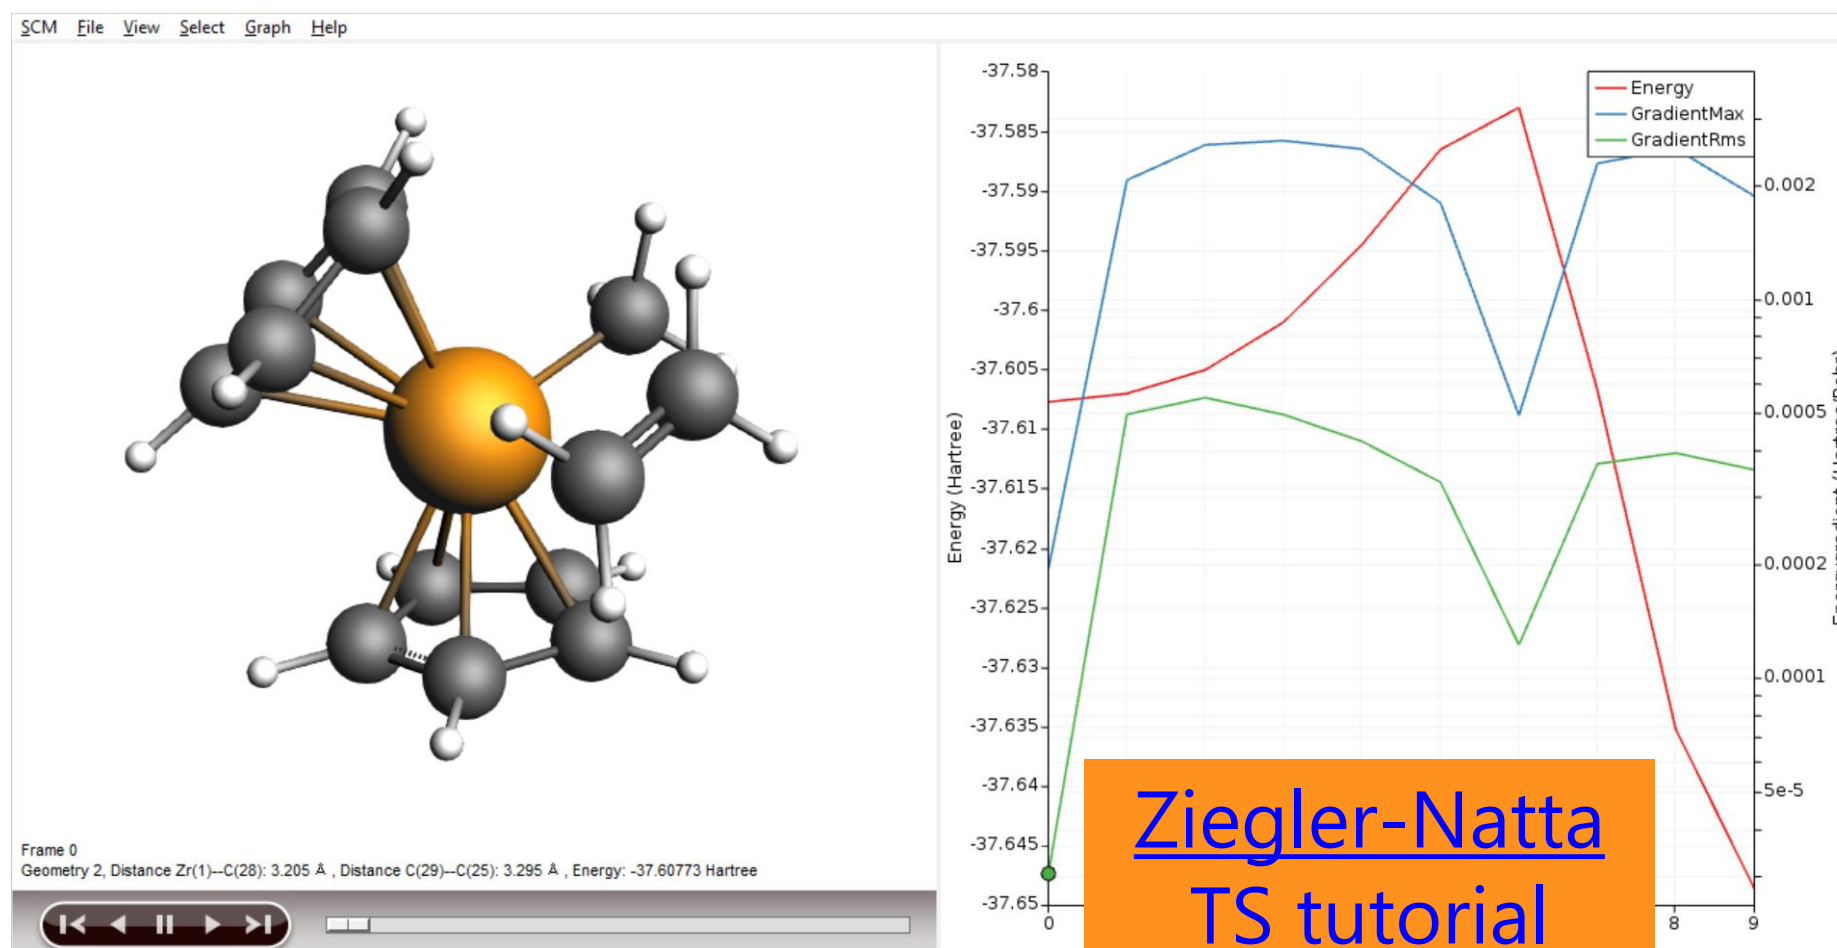 SCM File View Select Graph Help
-37.58
-37.585
-37.59
-37.595
-37.6
-37.605
-37.61
-37.615
-37.62
-37.625
-37.63
-37.635
-37.64
-37.645
-37.65
Energy (Hartree)
Energy
GradientMax
GradientRms
0.002
0.001
0.0005
0.0002
0.0001
5e-5
0
8
9
Ziegler-Natta
TS tutorial
Frame 0
Geometry 2, Distance Zr(1)--C(28): 3.205 Å , Distance C(29)--C(25): 3.295 Å , Energy: -37.60773 Hartree